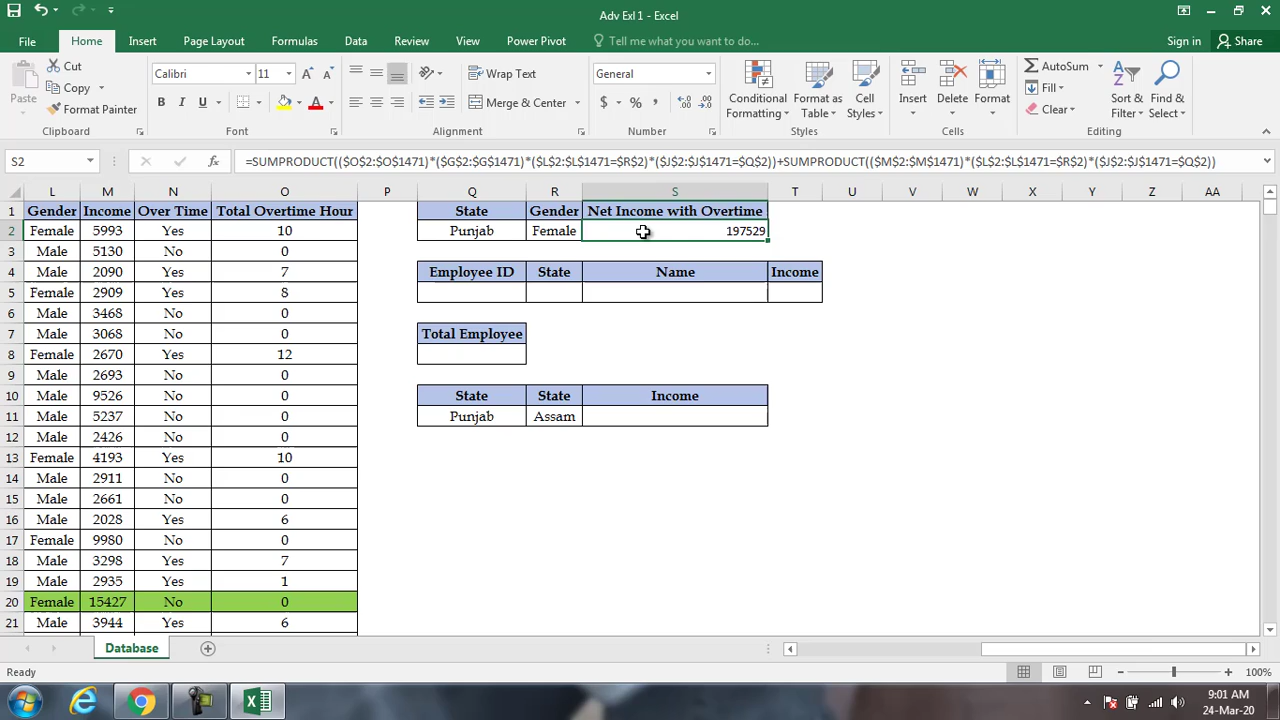 Adv Exl 1 - Excel
File Home Insert Page Layout Formulas Data Review View Power Pivot Tell me what you want to do... Sign in Share
Paste
Cut
Copy
Format Painter
Clipboard
Calibri 11
B I U
Font
Wrap Text
Merge & Center
Alignment
General
$ % ,
Number
Conditional Formatting
Format as Table
Cell Styles
Styles
Insert Delete Format
Cells
AutoSum
Fill
Clear
Sort & Filter
Find & Select
Editing
S2 fx =SUMPRODUCT(($O$2:$O$1471)*($G$2:$G$1471)*($L$2:$L$1471=$R$2)*($J$2:$J$1471=$Q$2))+SUMPRODUCT(($M$2:$M$1471)*($L$2:$L$1471=$R$2)*($J$2:$J$1471=$Q$2))
L M N O P Q R S T U V W X Y Z AA
1 Gender Income Over Time Total Overtime Hour State Gender Net Income with Overtime
2 Female 5993 Yes 10 Punjab Female 197529
3 Male 5130 No 0
4 Male 2090 Yes 7 Employee ID State Name Income
5 Female 2909 Yes 8
6 Male 3468 No 0
7 Male 3068 No 0 Total Employee
8 Female 2670 Yes 12
9 Male 2693 No 0
10 Male 9526 No 0 State State Income
11 Male 5237 No 0 Punjab Assam
12 Male 2426 No 0
13 Female 4193 Yes 10
14 Male 2911 No 0
15 Male 2661 No 0
16 Male 2028 Yes 6
17 Male 9980 No 0
18 Male 3298 Yes 7
19 Male 2935 Yes 1
20 Female 15427 No 0
21 Male 3944 Yes 6
Database
Ready 100%
9:01 AM
24-Mar-20